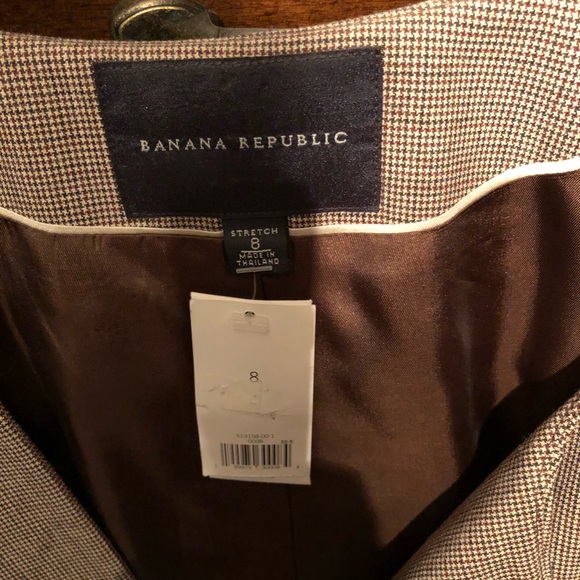 BANANA REPUBLIC
STRETCH
8
MADE IN
THAILAND
8